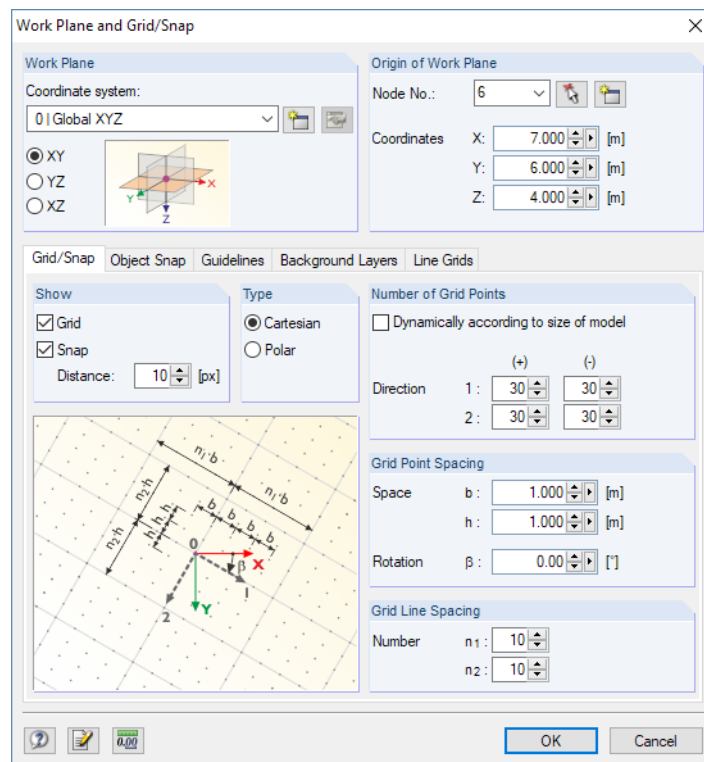 Work Plane and Grid/Snap
Work Plane
Coordinate system:
0 | Global XYZ
XY
YZ
XZ
X
Y
Z
Origin of Work Plane
Node No.: 6
Coordinates X: 7.000 [m]
Y: 6.000 [m]
Z: 4.000 [m]
Grid/Snap Object Snap Guidelines Background Layers Line Grids
Show
Grid
Snap
Distance: 10 [px]
Type
Cartesian
Polar
Number of Grid Points
Dynamically according to size of model
(+) (-)
Direction 1 : 30 30
2 : 30 30
n₁·b
n₁·b
n₂·h
n₂·h
h h h
b b b b
0
β
X
1
2
Y
Grid Point Spacing
Space b : 1.000 [m]
h : 1.000 [m]
Rotation β : 0.00 [°]
Grid Line Spacing
Number n1 : 10
n2 : 10
0.00
OK Cancel